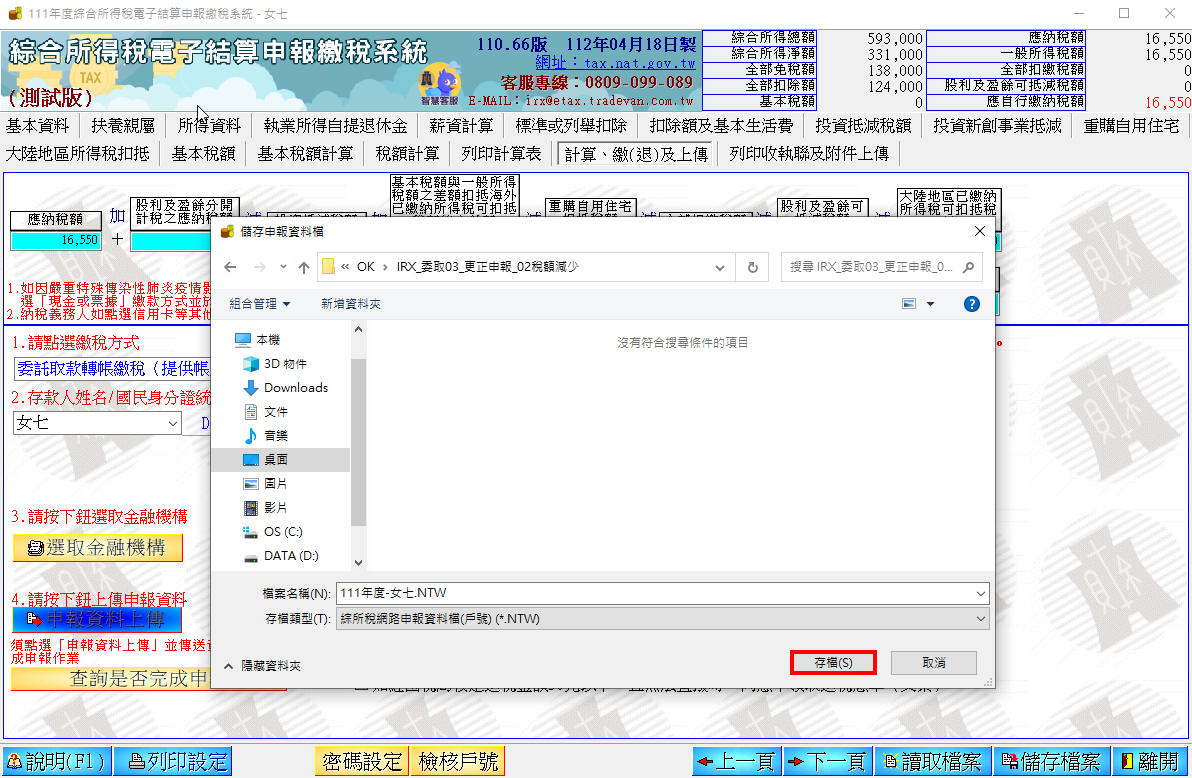 111年度綜合所得稅電子結算申報繳稅系統 - 女七
綜合所得稅電子結算申報繳稅系統
TAX
(測試版)
110.66版 112年04月18日製
網址：tax.nat.gov.tw
客服專線：0809-099-089
E-MAIL：irx@etax.tradevan.com.tw
智慧客服
綜合所得總額 593,000 應納稅額 16,550
綜合所得淨額 331,000 一般所得稅額 16,550
全部免稅額 138,000 全部扣繳稅額 0
全部扣除額 124,000 股利及盈餘可抵減稅額 0
基本稅額 0 應自行繳納稅額 16,550
基本資料 扶養親屬 所得資料 執業所得自提退休金 薪資計算 標準或列舉扣除 扣除額及基本生活費 投資抵減稅額 投資新創事業抵減 重購自用住宅
大陸地區所得稅扣抵 基本稅額 基本稅額計算 稅額計算 列印計算表 計算、繳(退)及上傳 列印收執聯及附件上傳
應納稅額
16,550
加
+
股利及盈餘分開
計稅之應納稅額
基本稅額與一般所得
稅額之差額扣抵海外
已繳納所得稅可扣抵
重購自用住宅
股利及盈餘可
大陸地區已繳納
所得稅可扣抵稅
1.如因嚴重特殊傳染性肺炎疫情影
選「現金或票據」繳款方式並於
2.納稅義務人如點選信用卡等其他
1.請點選繳稅方式
委託取款轉帳繳稅（提供帳
2.存款人姓名/國民身分證統
女七
D
3.請按下鈕選取金融機構
選取金融機構
4.請按下鈕上傳申報資料
申報資料上傳
須點選「申報資料上傳」並傳送
成申報作業
查詢是否完成申
儲存申報資料檔
« OK › IRX_委取03_更正申報_02稅額減少
搜尋 IRX_委取03_更正申報_0...
組合管理 新增資料夾
?
本機
3D 物件
Downloads
文件
音樂
桌面
圖片
影片
OS (C:)
DATA (D:)
沒有符合搜尋條件的項目
檔案名稱(N): 111年度-女七.NTW
存檔類型(T): 綜所稅網路申報資料檔(戶號) (*.NTW)
隱藏資料夾
存檔(S)
取消
說明(F1) 列印設定 密碼設定 檢核戶號 上一頁 下一頁 讀取檔案 儲存檔案 離開